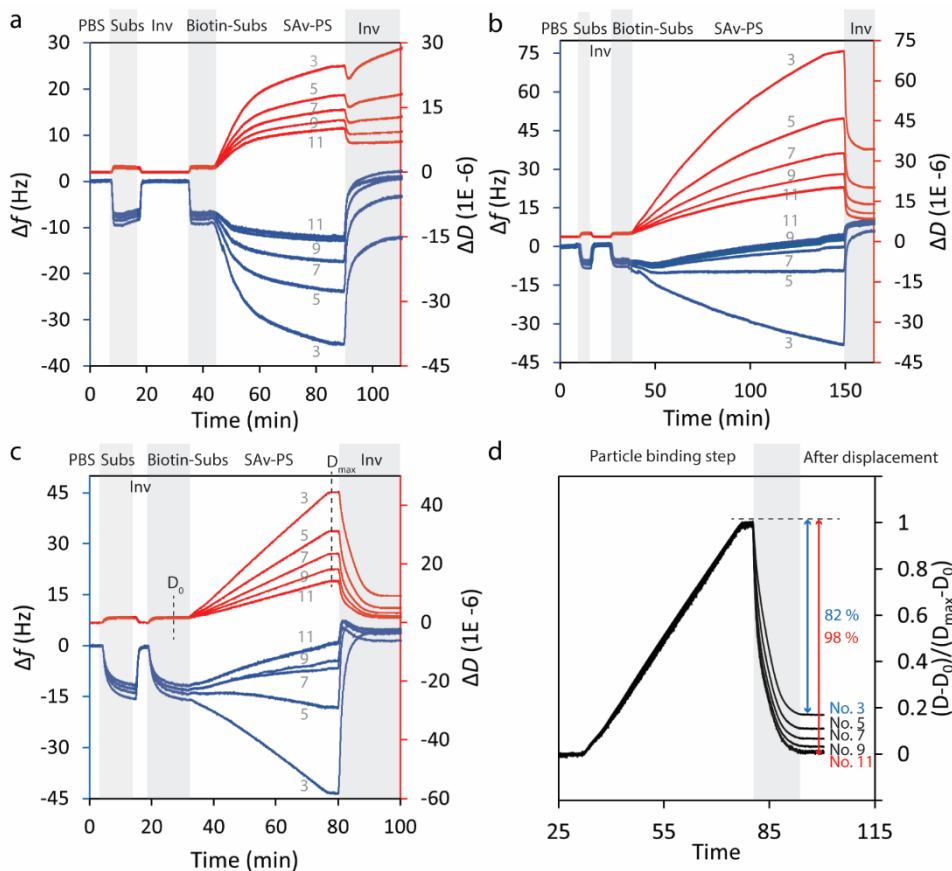 a
PBS Subs Inv Biotin-Subs SAv-PS Inv
30
20
10
0
-10
-20
-30
-40
Δf (Hz)
30
15
0
-15
-30
-45
ΔD (1E -6)
3
5
7
9
11
11
9
7
5
3
0 20 40 60 80 100
Time (min)
b
PBS Subs Biotin-Subs SAv-PS Inv
Inv
75
60
45
30
15
0
-15
-30
-45
Δf (Hz)
75
60
45
30
15
0
-15
-30
-45
ΔD (1E -6)
3
5
7
9
11
11
9
7
5
3
0 50 100 150
Time (min)
c
PBS Subs Biotin-Subs SAv-PS Inv
Inv
Dmax
D0
45
30
15
0
-15
-30
-45
Δf (Hz)
40
20
0
-20
-40
-60
ΔD (1E -6)
3
5
7
9
11
11
9
7
5
3
0 20 40 60 80 100
Time (min)
d
Particle binding step After displacement
1
0.8
0.6
0.4
0.2
0
(D-D0)/(Dmax-D0)
82 %
98 %
No. 3
No. 5
No. 7
No. 9
No. 11
25 55 85 115
Time